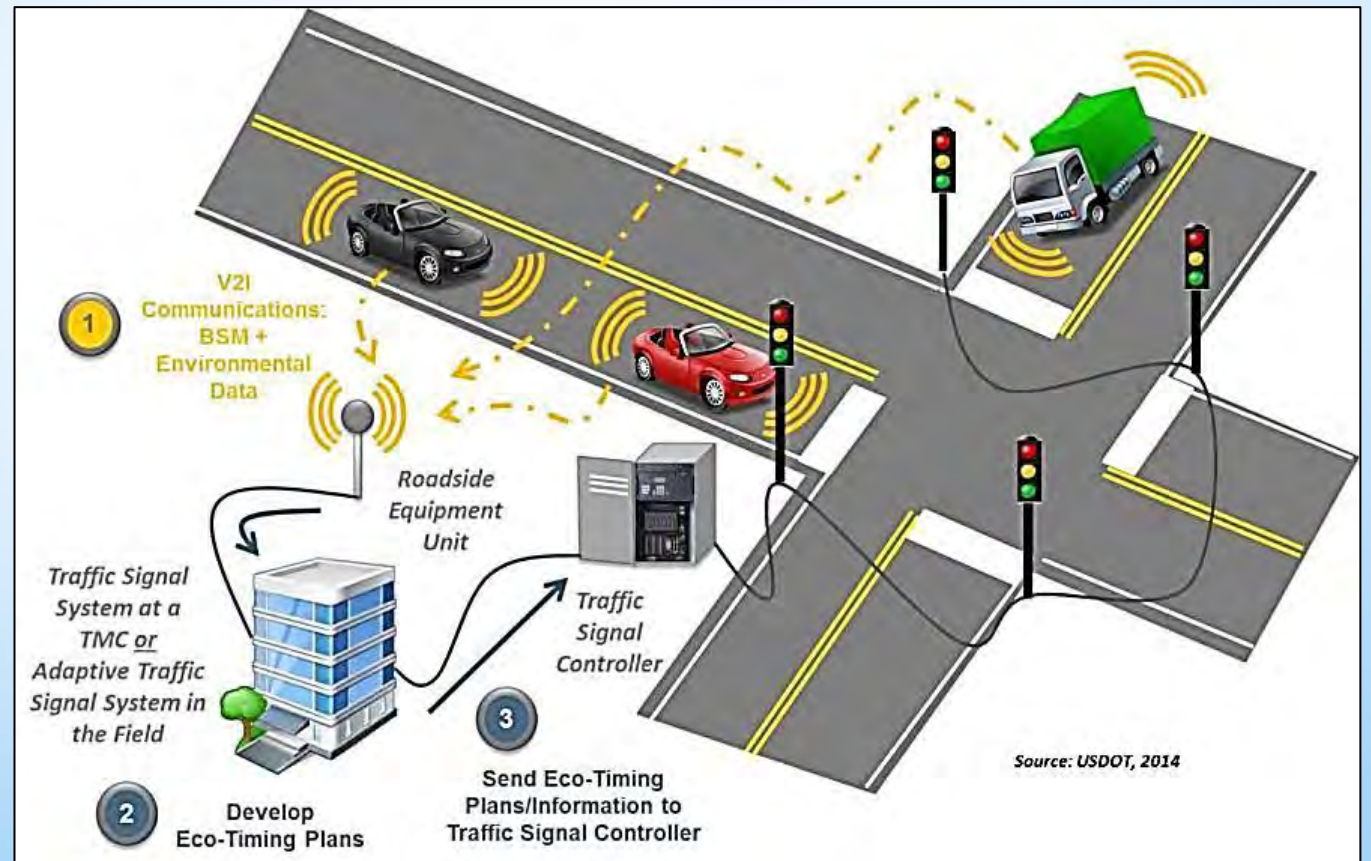 1
V2I
Communications:
BSM +
Environmental
Data
Roadside
Equipment
Unit
Traffic Signal
System at a
TMC or
Adaptive Traffic
Signal System in
the Field
Traffic
Signal
Controller
2
Develop
Eco-Timing Plans
3
Send Eco-Timing
Plans/Information to
Traffic Signal Controller
Source: USDOT, 2014